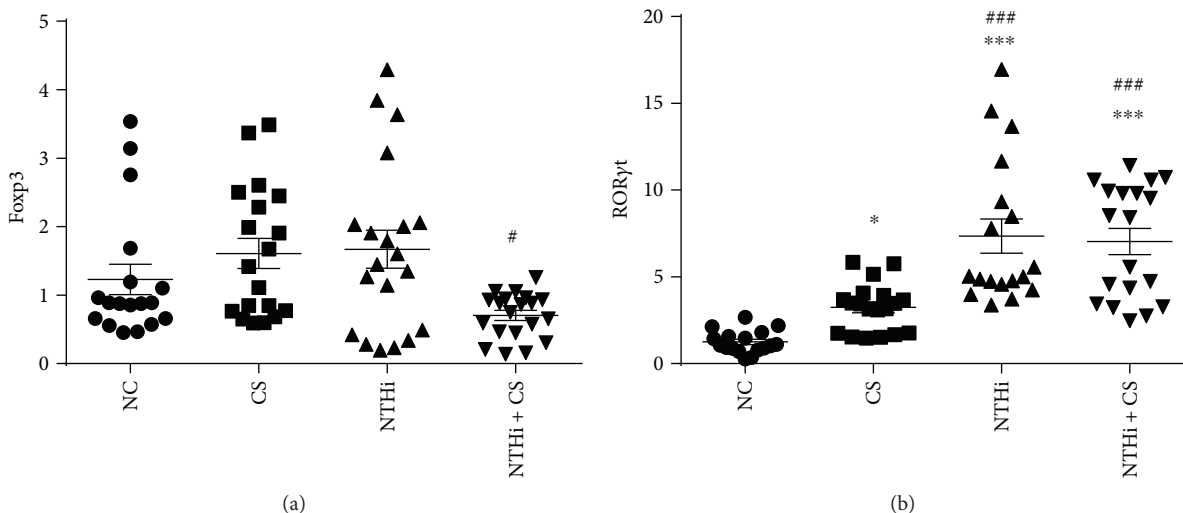 5
4
3
2
1
0
Foxp3
#
NC
CS
NTHi
NTHi + CS
(a)
20
15
10
5
0
RORγt
*
###
***
###
***
NC
CS
NTHi
NTHi + CS
(b)